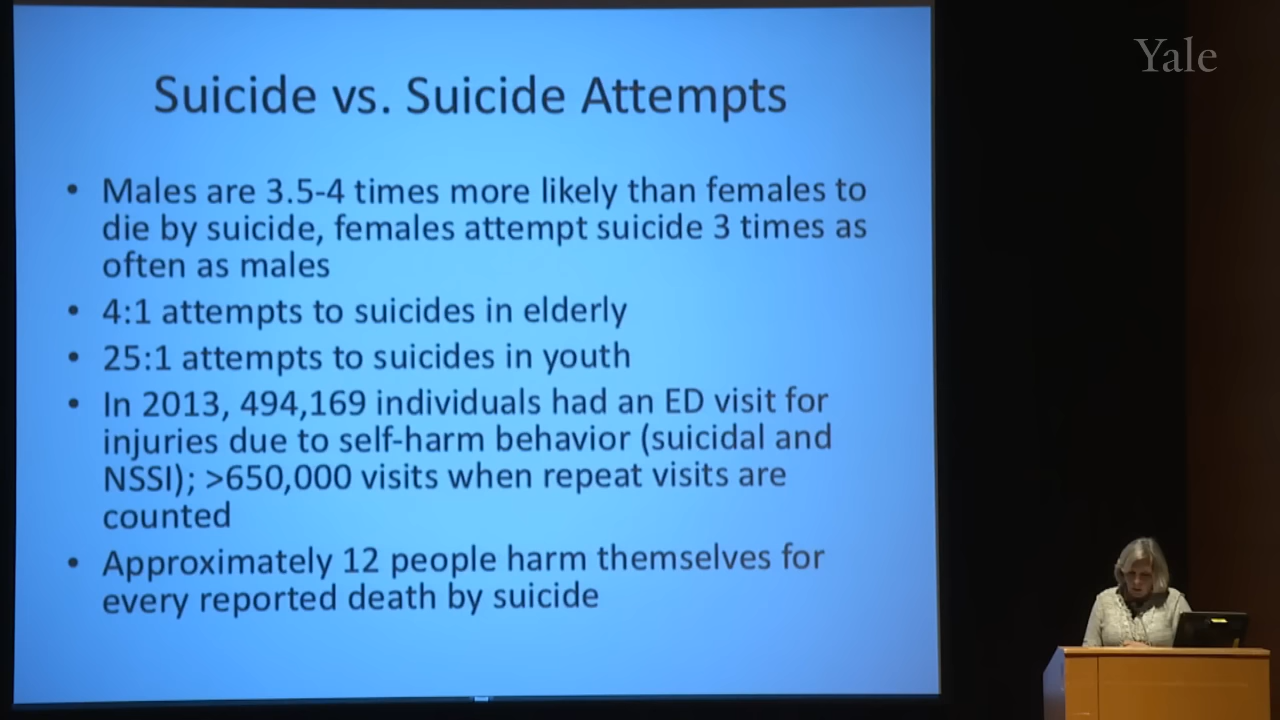 Yale
Suicide vs. Suicide Attempts
• Males are 3.5-4 times more likely than females to
die by suicide, females attempt suicide 3 times as
often as males
• 4:1 attempts to suicides in elderly
• 25:1 attempts to suicides in youth
• In 2013, 494,169 individuals had an ED visit for
injuries due to self-harm behavior (suicidal and
NSSI); >650,000 visits when repeat visits are
counted
• Approximately 12 people harm themselves for
every reported death by suicide